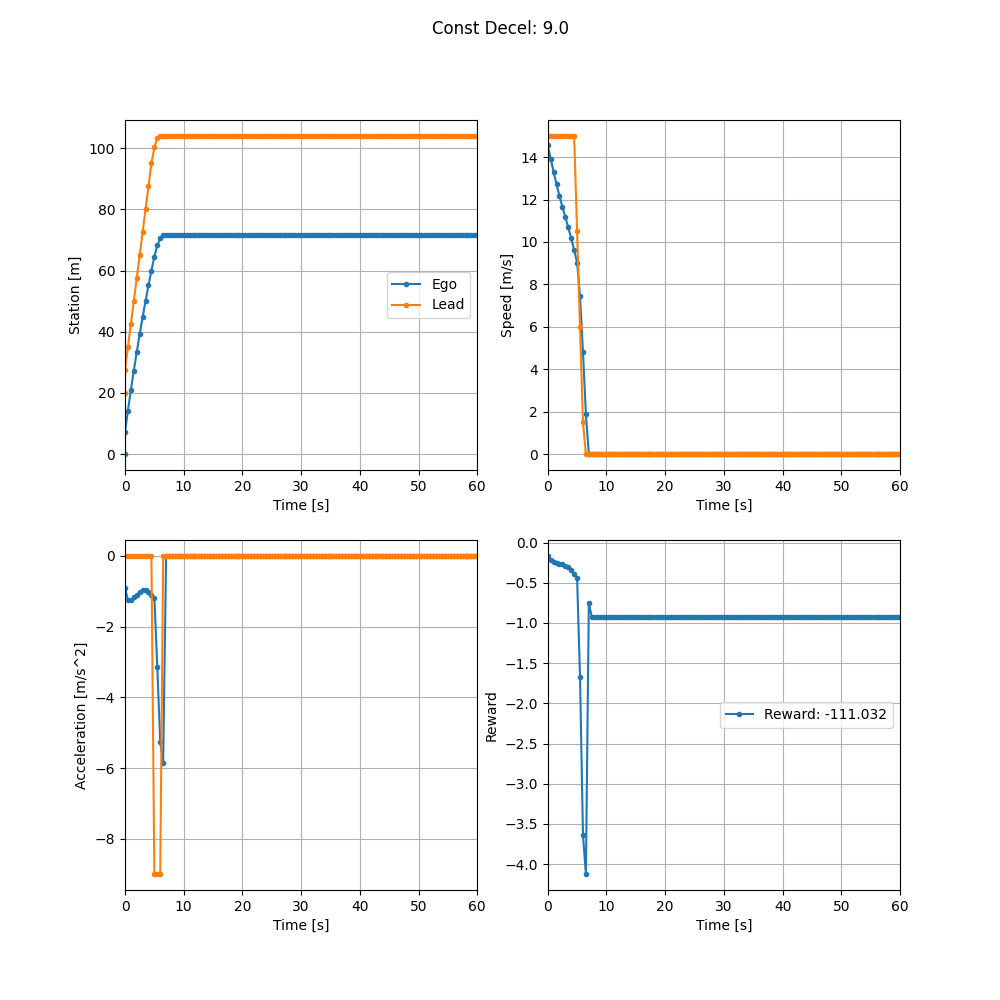 Const Decel: 9.0
Station [m]
100
80
60
40
20
0
Ego
Lead
0 10 20 30 40 50 60
Time [s]
Speed [m/s]
14
12
10
8
6
4
2
0
0 10 20 30 40 50 60
Time [s]
Acceleration [m/s^2]
0
−2
−4
−6
−8
0 10 20 30 40 50 60
Time [s]
Reward
0.0
−0.5
−1.0
−1.5
−2.0
−2.5
−3.0
−3.5
−4.0
Reward: -111.032
0 10 20 30 40 50 60
Time [s]